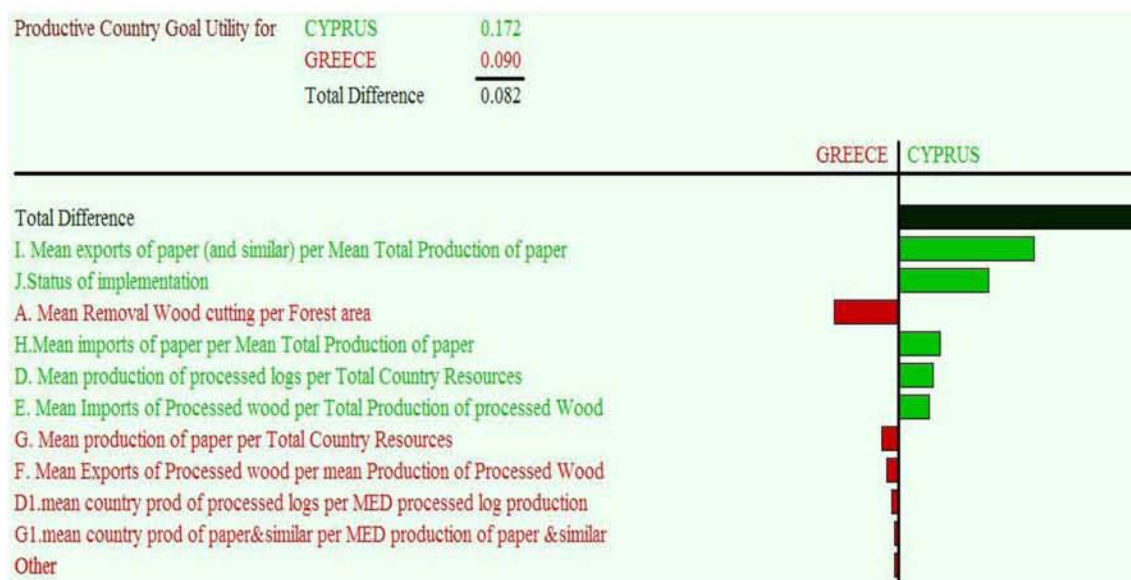 Productive Country Goal Utility for CYPRUS 0.172
GREECE 0.090
Total Difference 0.082
GREECE CYPRUS
Total Difference
I. Mean exports of paper (and similar) per Mean Total Production of paper
J.Status of implementation
A. Mean Removal Wood cutting per Forest area
H.Mean imports of paper per Mean Total Production of paper
D. Mean production of processed logs per Total Country Resources
E. Mean Imports of Processed wood per Total Production of processed Wood
G. Mean production of paper per Total Country Resources
F. Mean Exports of Processed wood per mean Production of Processed Wood
D1.mean country prod of processed logs per MED processed log production
G1.mean country prod of paper&similar per MED production of paper &similar
Other